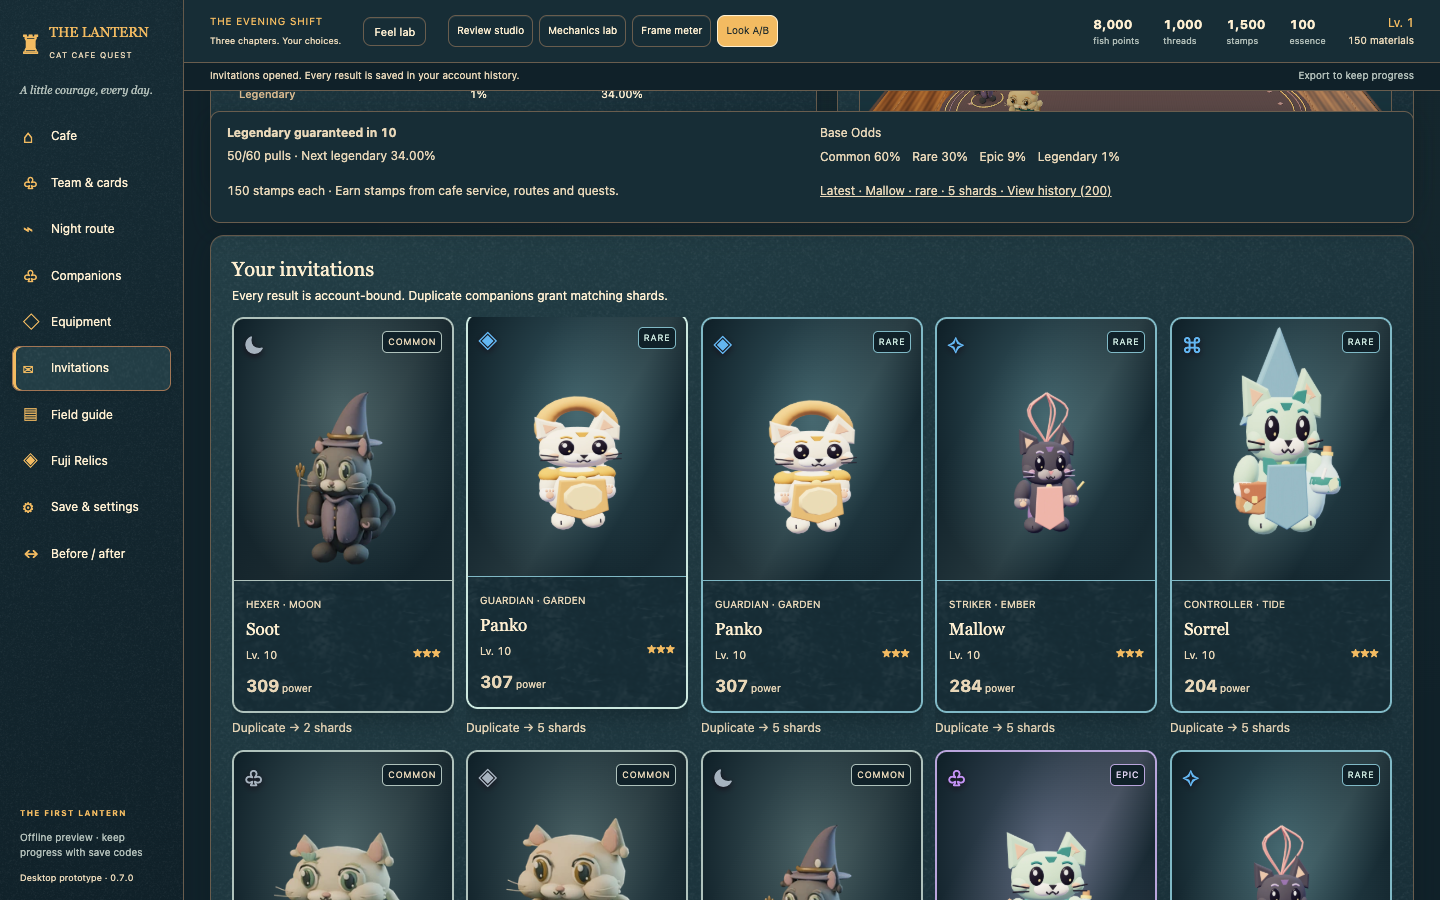 THE LANTERN
CAT CAFE QUEST
A little courage, every day.
Cafe
Team & cards
Night route
Companions
Equipment
Invitations
Field guide
Fuji Relics
Save & settings
Before / after
THE FIRST LANTERN
Offline preview · keep
progress with save codes
Desktop prototype · 0.7.0
THE EVENING SHIFT
Three chapters. Your choices.
Feel lab
Review studio
Mechanics lab
Frame meter
Look A/B
8,000
fish points
1,000
threads
1,500
stamps
100
essence
Lv. 1
150 materials
Invitations opened. Every result is saved in your account history.
Export to keep progress
Legendary 1% 34.00%
Legendary guaranteed in 10
50/60 pulls · Next legendary 34.00%
150 stamps each · Earn stamps from cafe service, routes and quests.
Base Odds
Common 60% Rare 30% Epic 9% Legendary 1%
Latest · Mallow · rare · 5 shards · View history (200)
Your invitations
Every result is account-bound. Duplicate companions grant matching shards.
COMMON
HEXER · MOON
Soot
Lv. 10
309 power
Duplicate → 2 shards
RARE
GUARDIAN · GARDEN
Panko
Lv. 10
307 power
Duplicate → 5 shards
RARE
GUARDIAN · GARDEN
Panko
Lv. 10
307 power
Duplicate → 5 shards
RARE
STRIKER · EMBER
Mallow
Lv. 10
284 power
Duplicate → 5 shards
RARE
CONTROLLER · TIDE
Sorrel
Lv. 10
204 power
Duplicate → 5 shards
COMMON
COMMON
COMMON
EPIC
RARE